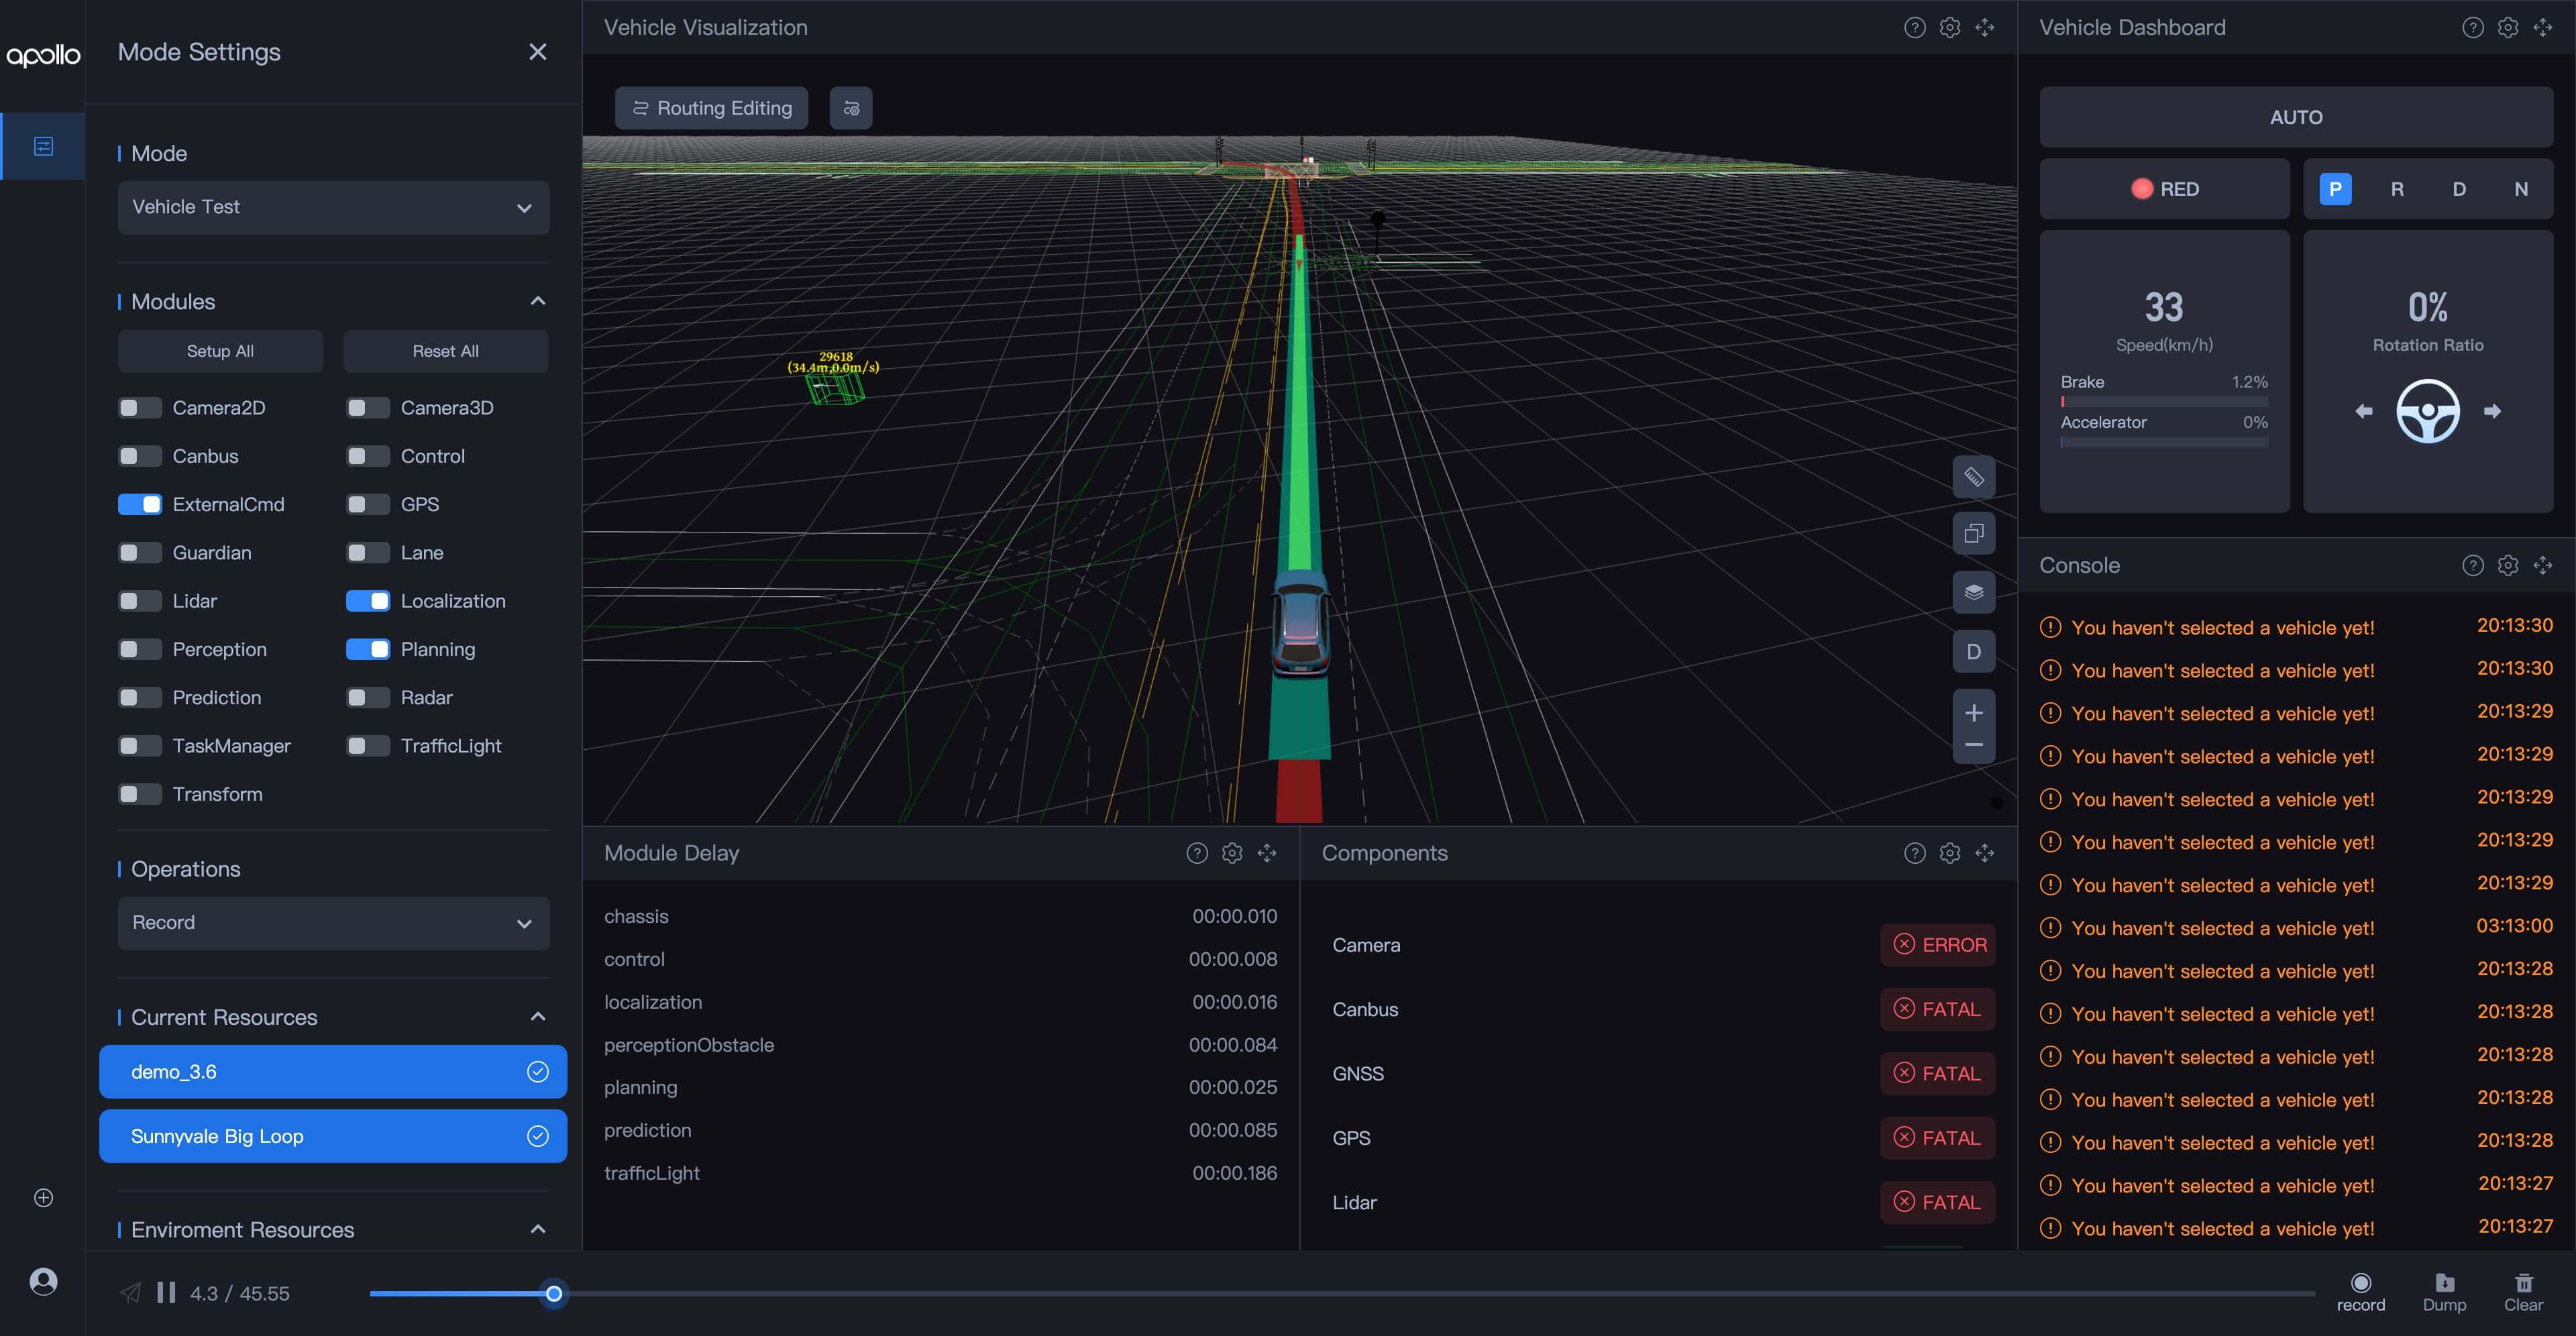 apollo
Mode Settings
Mode
Vehicle Test
Modules
Setup All
Reset All
Camera2D
Camera3D
Canbus
Control
ExternalCmd
GPS
Guardian
Lane
Lidar
Localization
Perception
Planning
Prediction
Radar
TaskManager
TrafficLight
Transform
Operations
Record
Current Resources
demo_3.6
Sunnyvale Big Loop
Enviroment Resources
Vehicle Visualization
Routing Editing
29618
(34.4m,0.0m/s)
D
Module Delay
chassis 00:00.010
control 00:00.008
localization 00:00.016
perceptionObstacle 00:00.084
planning 00:00.025
prediction 00:00.085
trafficLight 00:00.186
Components
Camera ERROR
Canbus FATAL
GNSS FATAL
GPS FATAL
Lidar FATAL
Vehicle Dashboard
AUTO
RED
P R D N
33
Speed(km/h)
Brake 1.2%
Accelerator 0%
0%
Rotation Ratio
Console
You haven't selected a vehicle yet! 20:13:30
You haven't selected a vehicle yet! 20:13:30
You haven't selected a vehicle yet! 20:13:29
You haven't selected a vehicle yet! 20:13:29
You haven't selected a vehicle yet! 20:13:29
You haven't selected a vehicle yet! 20:13:29
You haven't selected a vehicle yet! 20:13:29
You haven't selected a vehicle yet! 03:13:00
You haven't selected a vehicle yet! 20:13:28
You haven't selected a vehicle yet! 20:13:28
You haven't selected a vehicle yet! 20:13:28
You haven't selected a vehicle yet! 20:13:28
You haven't selected a vehicle yet! 20:13:28
You haven't selected a vehicle yet! 20:13:27
You haven't selected a vehicle yet! 20:13:27
4.3 / 45.55
record
Dump
Clear